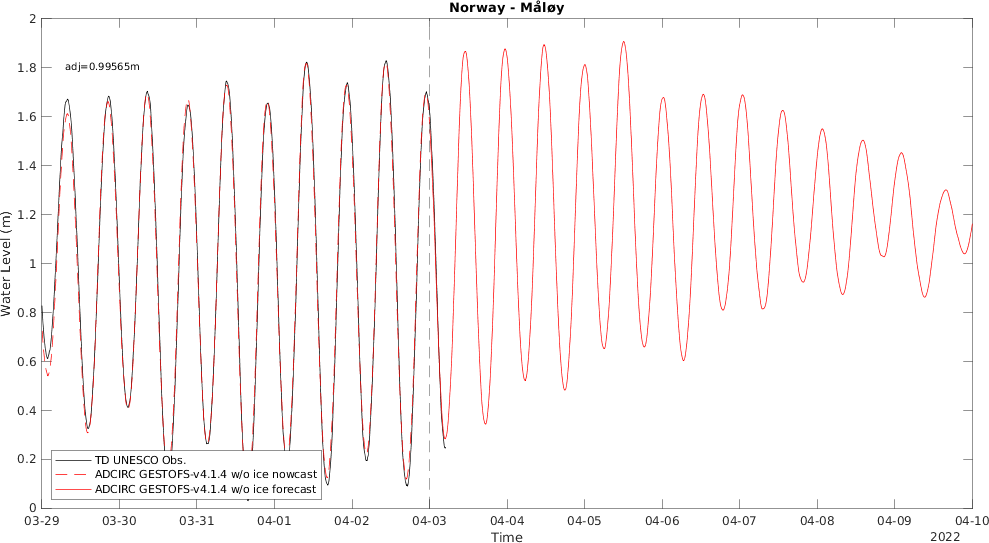 Norway - Måløy
adj=0.99565m
2
1.8
1.6
1.4
1.2
1
0.8
0.6
0.4
0.2
0
Water Level (m)
TD UNESCO Obs.
ADCIRC GESTOFS-v4.1.4 w/o ice nowcast
ADCIRC GESTOFS-v4.1.4 w/o ice forecast
03-29 03-30 03-31 04-01 04-02 04-03 04-04 04-05 04-06 04-07 04-08 04-09 04-10
Time
2022